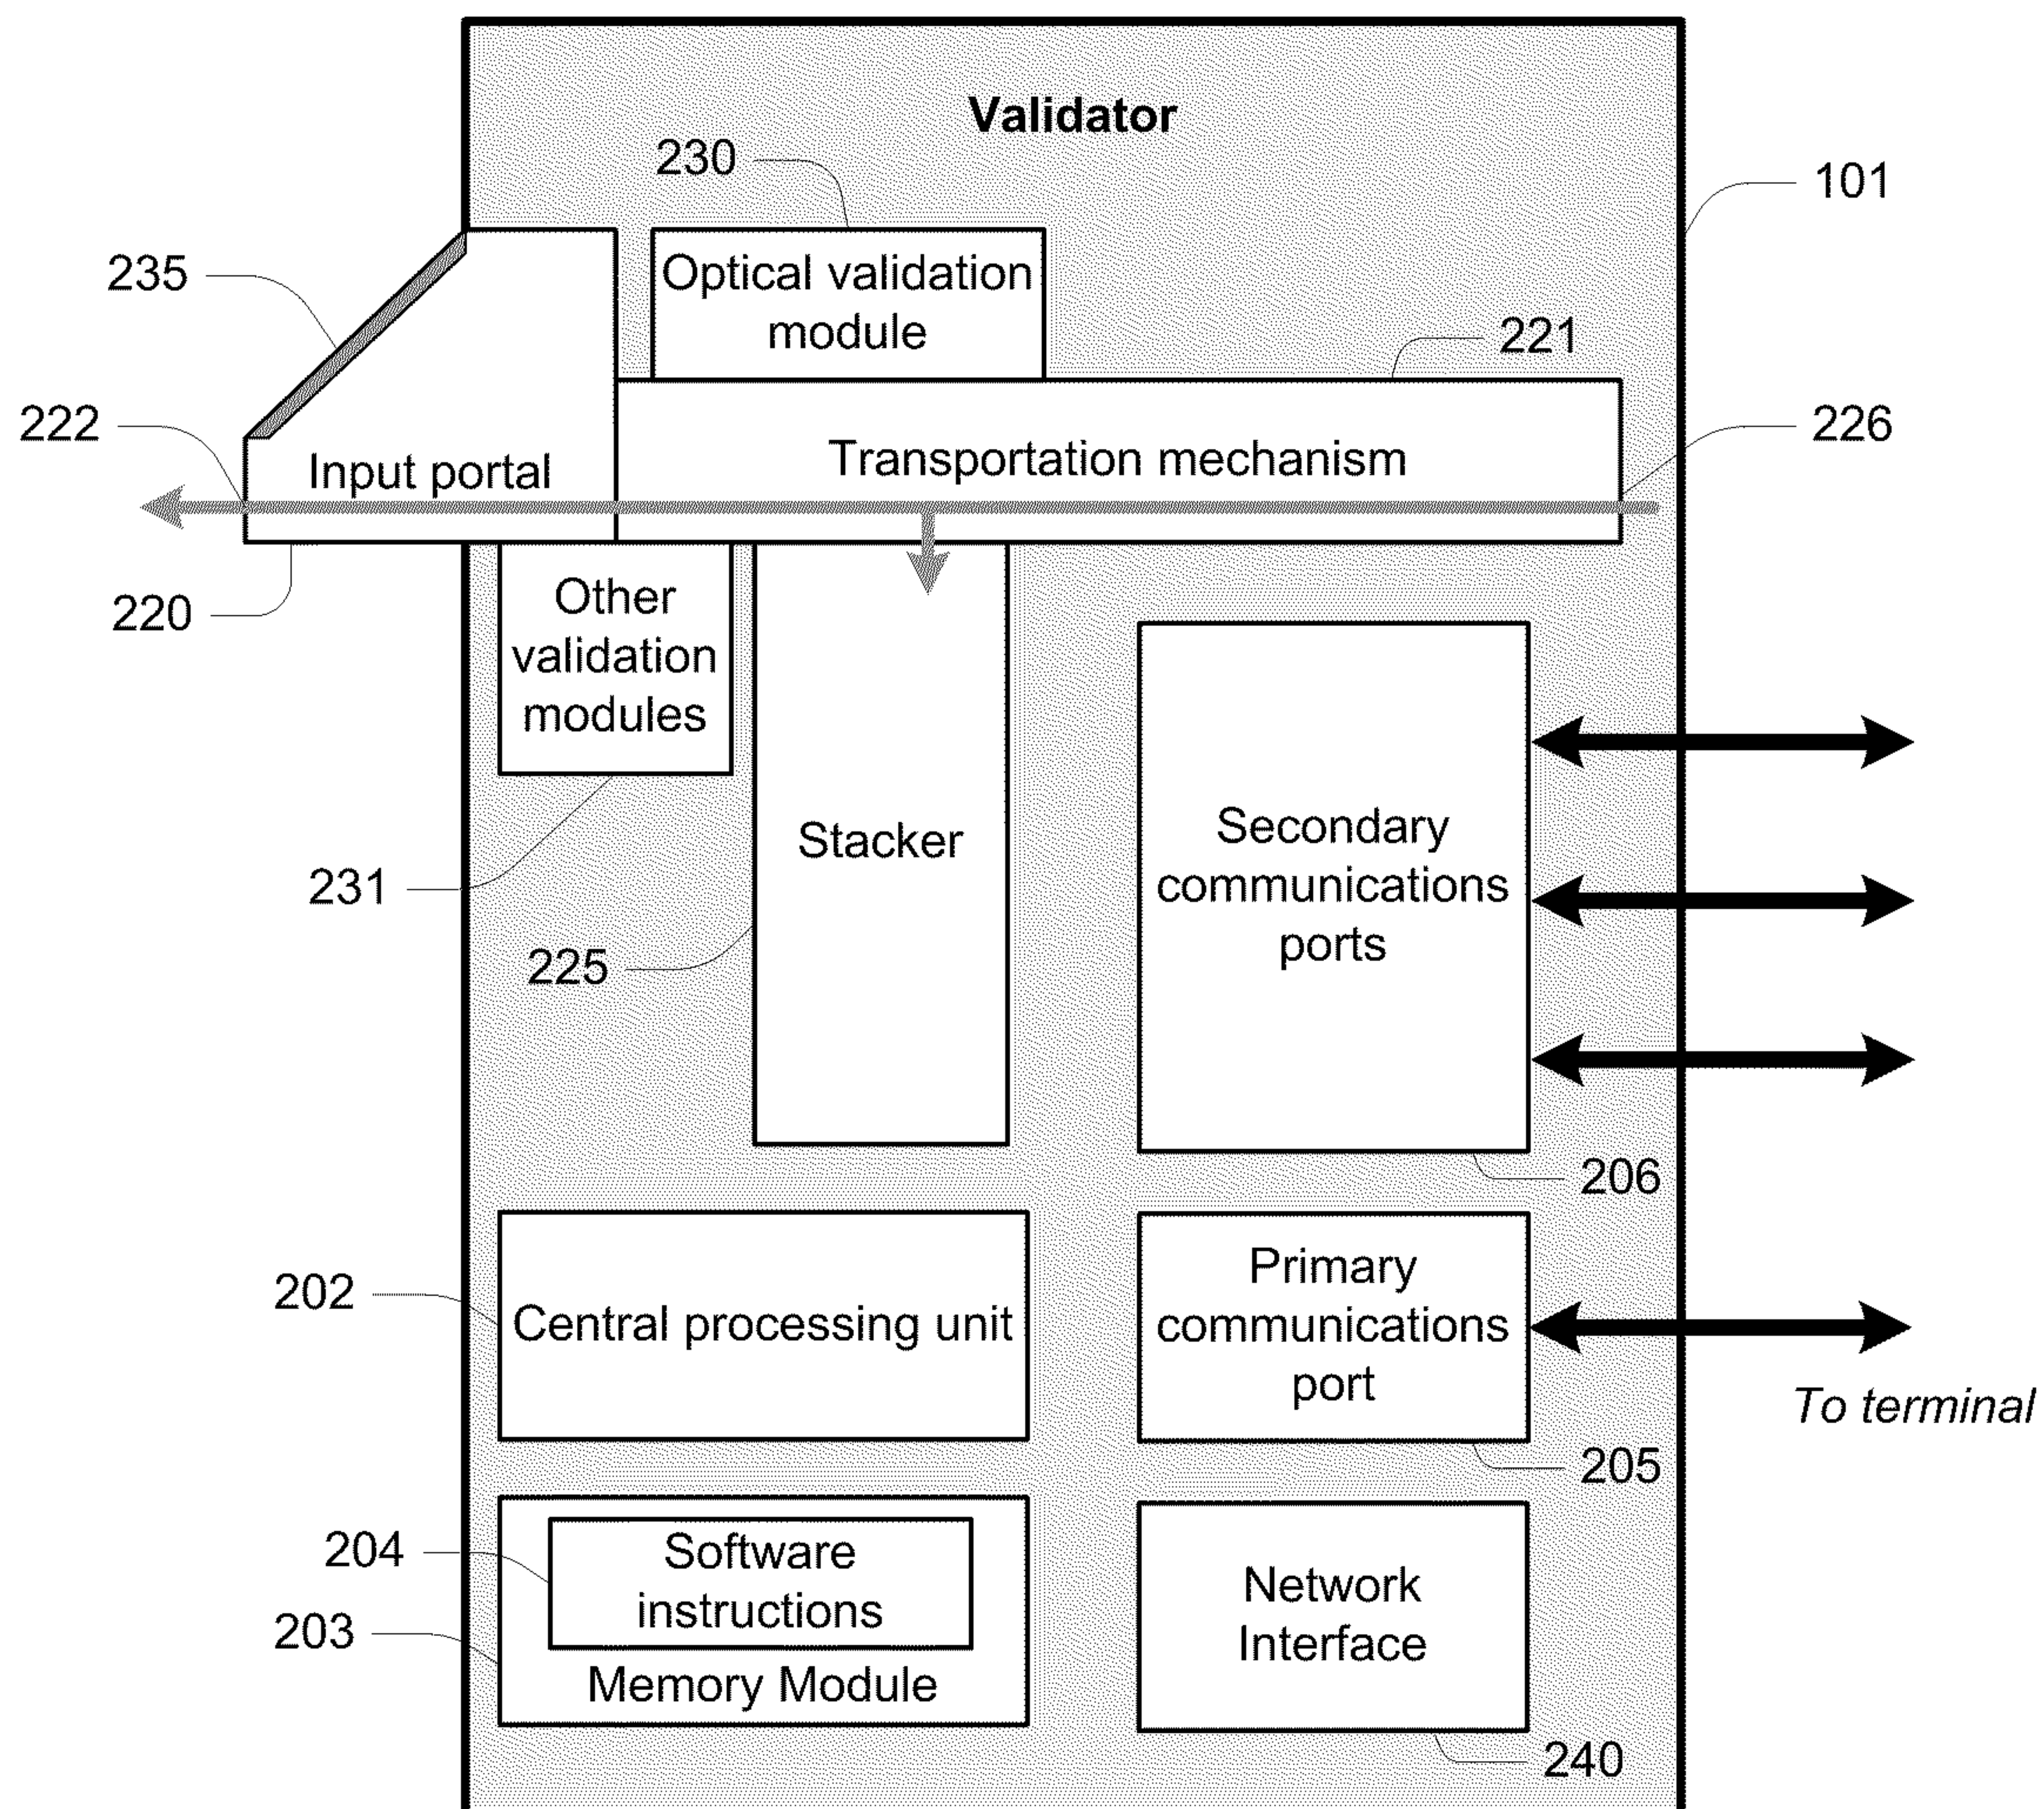 Validator
230
101
235
Optical validation
module
221
222
226
Input portal
Transportation mechanism
220
Other
validation
modules
Stacker
Secondary
communications
ports
231
225
206
202
Central processing unit
Primary
communications
port
To terminal
205
204
Software
instructions
203
Memory Module
Network
Interface
240